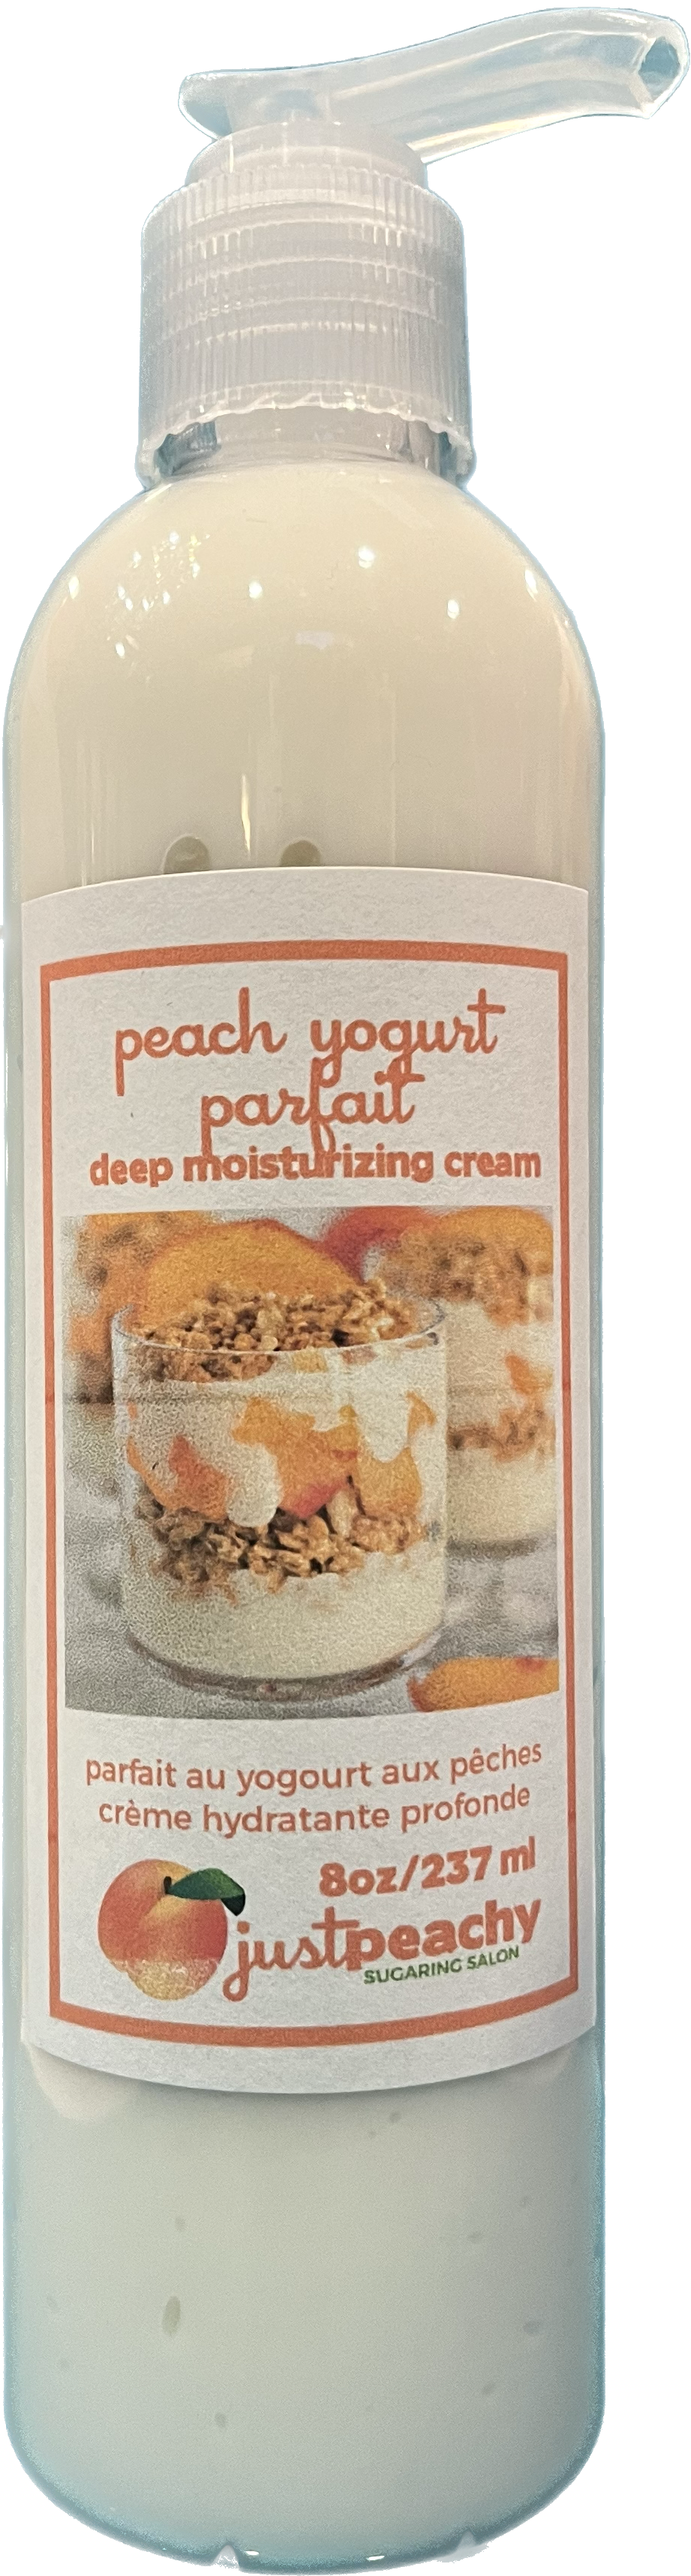 peach yogurt
parfait
deep moisturizing cream
parfait au yogourt aux pêches
crème hydratante profonde
8oz/237 ml
justpeachy
SUGARING SALON